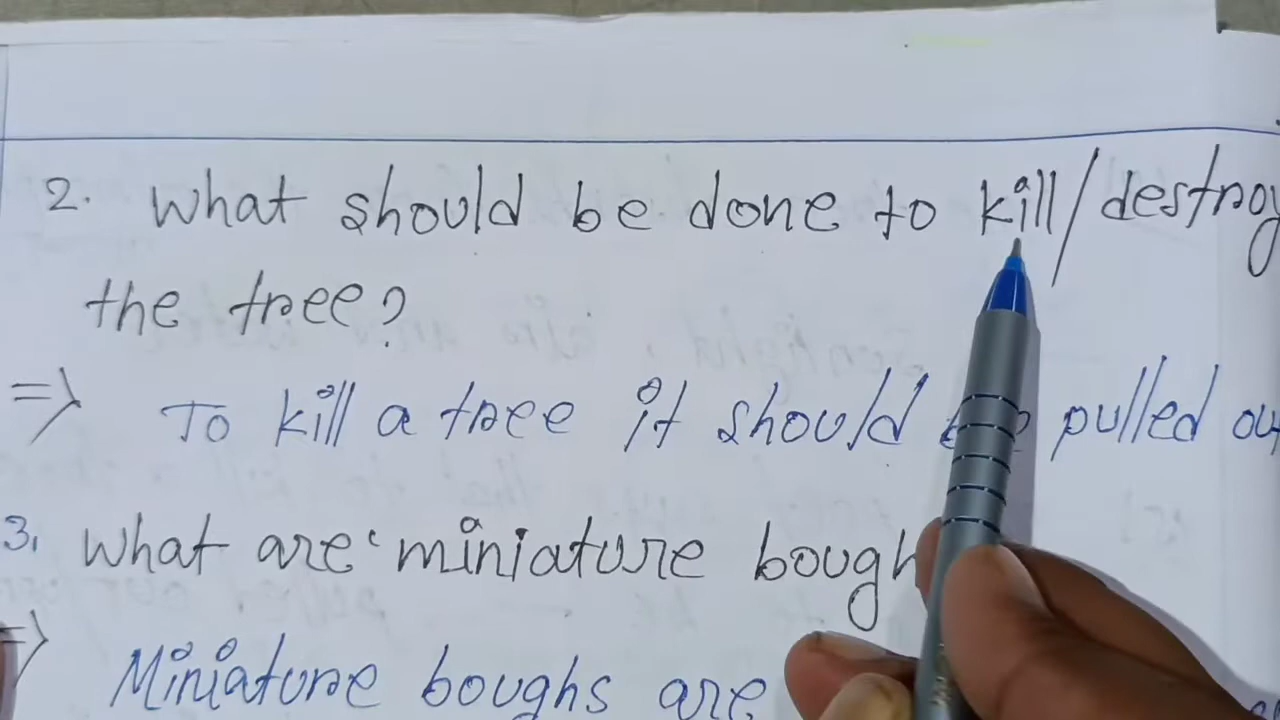 2. What should be done to kill/destroy
the tree?
=> To kill a tree it should be pulled out
3. What are 'miniature bough
=> Miniature boughs are